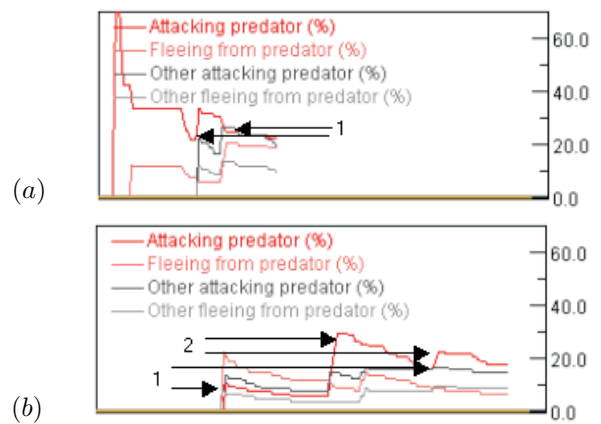 Attacking predator (%)
Fleeing from predator (%)
Other attacking predator (%)
Other fleeing from predator (%)
60.0
40.0
20.0
0.0
1
(a)
Attacking predator (%)
Fleeing from predator (%)
Other attacking predator (%)
Other fleeing from predator (%)
60.0
40.0
20.0
0.0
2
1
(b)